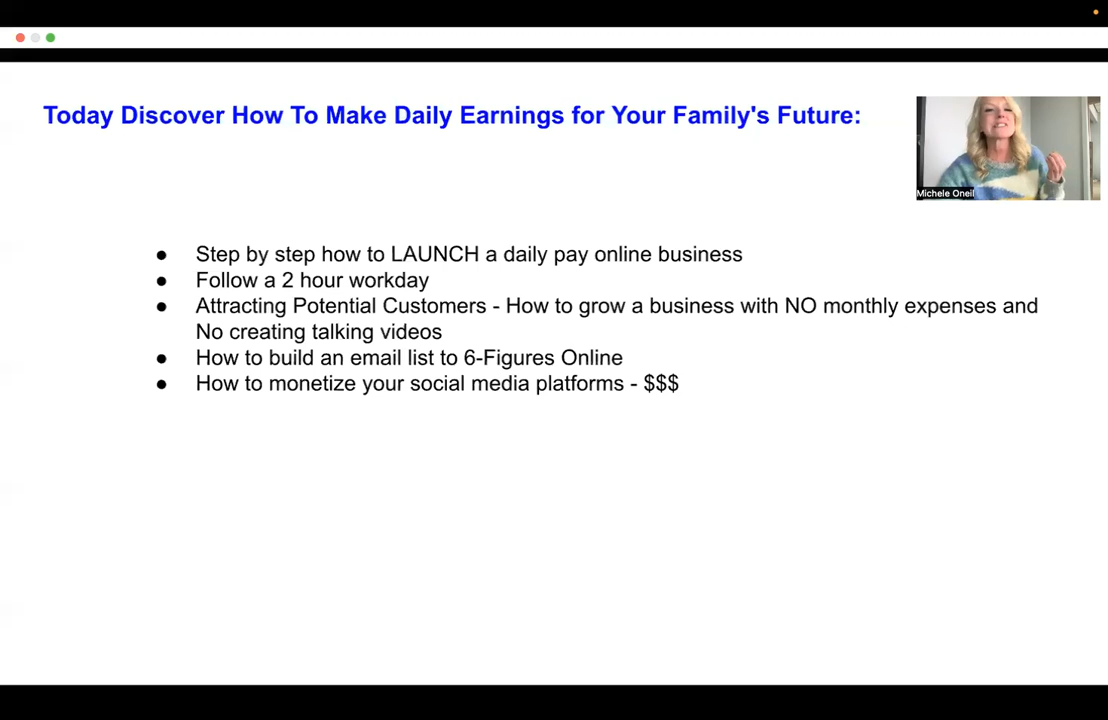 Today Discover How To Make Daily Earnings for Your Family's Future:
Michele Oneil
● Step by step how to LAUNCH a daily pay online business
● Follow a 2 hour workday
● Attracting Potential Customers - How to grow a business with NO monthly expenses and
No creating talking videos
● How to build an email list to 6-Figures Online
● How to monetize your social media platforms - $$$